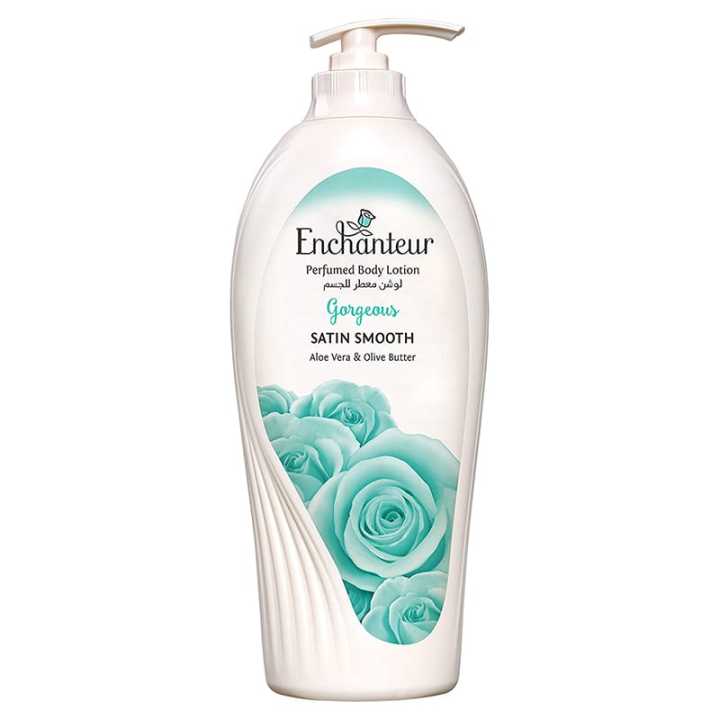 Enchanteur
Perfumed Body Lotion
لوشن معطر للجسم
Gorgeous
SATIN SMOOTH
Aloe Vera & Olive Butter